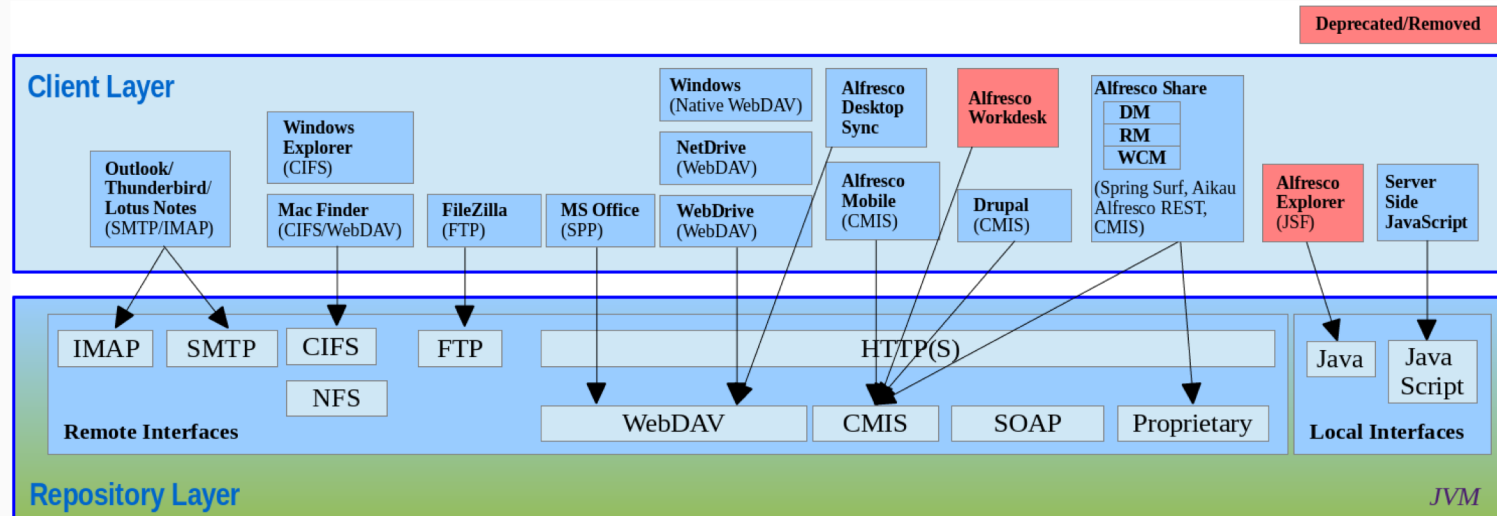 Deprecated/Removed
Client Layer
Outlook/
Thunderbird/
Lotus Notes
(SMTP/IMAP)
Windows
Explorer
(CIFS)
Mac Finder
(CIFS/WebDAV)
FileZilla
(FTP)
MS Office
(SPP)
Windows
(Native WebDAV)
NetDrive
(WebDAV)
WebDrive
(WebDAV)
Alfresco
Desktop
Sync
Alfresco
Mobile
(CMIS)
Alfresco
Workdesk
Drupal
(CMIS)
Alfresco Share
DM
RM
WCM
(Spring Surf, Aikau
Alfresco REST,
CMIS)
Alfresco
Explorer
(JSF)
Server
Side
JavaScript
IMAP
SMTP
CIFS
NFS
FTP
HTTP(S)
WebDAV
CMIS
SOAP
Proprietary
Remote Interfaces
Java
Java
Script
Local Interfaces
Repository Layer
JVM